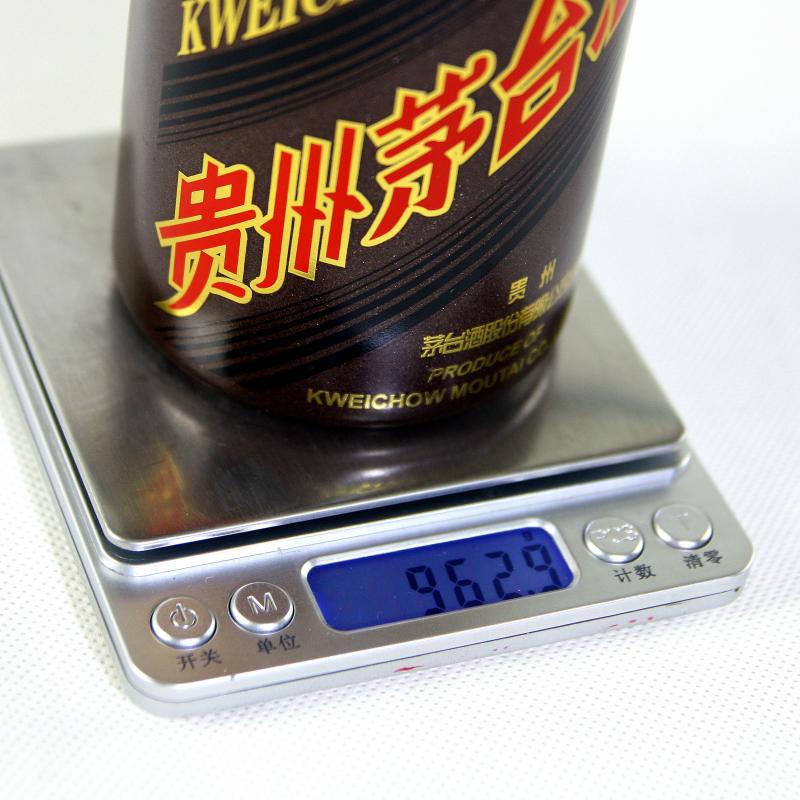 KWEIC
贵州茅台
贵州
茅台酒股份有限公
PRODUCE OF
KWEICHOW MOUTAI CO.
962.9
g
M
T
开关
单位
计数
清零